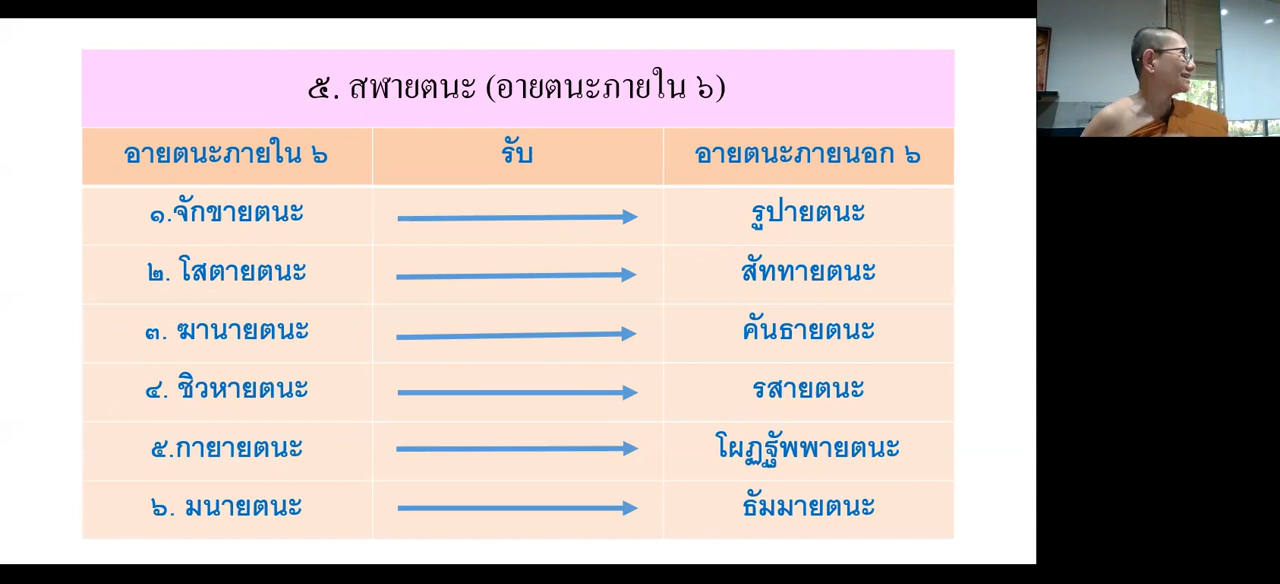 ๕. สฬายตนะ (อายตนะภายใน ๖)
อายตนะภายใน ๖ รับ อายตนะภายนอก ๖
๑.จักขายตนะ รูปายตนะ
๒. โสตายตนะ สัททายตนะ
๓. ฆานายตนะ คันธายตนะ
๔. ชิวหายตนะ รสายตนะ
๕.กายายตนะ โผฏฐัพพายตนะ
๖. มนายตนะ ธัมมายตนะ